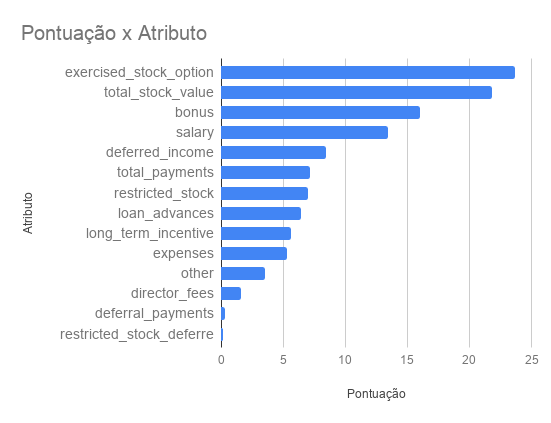 Pontuação x Atributo
Atributo
exercised_stock_option
total_stock_value
bonus
salary
deferred_income
total_payments
restricted_stock
loan_advances
long_term_incentive
expenses
other
director_fees
deferral_payments
restricted_stock_deferre
0 5 10 15 20 25
Pontuação